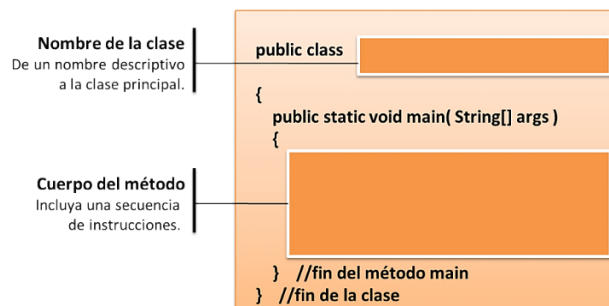 Nombre de la clase
De un nombre descriptivo
a la clase principal.
public class
{
public static void main( String[] args )
{
Cuerpo del método
Incluya una secuencia
de instrucciones.
} //fin del método main
} //fin de la clase